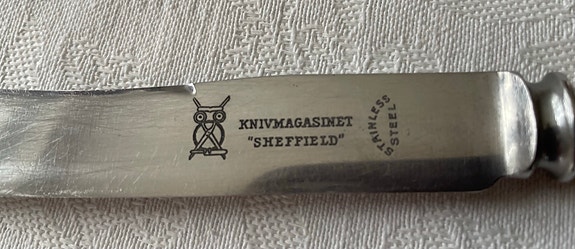 KNIVMAGASINET
"SHEFFIELD"
STAINLESS
STEEL